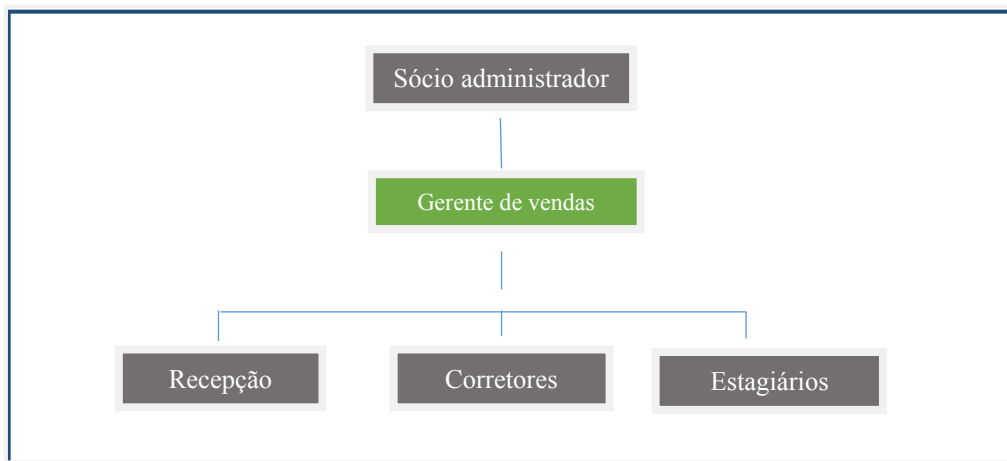 Sócio administrador
Gerente de vendas
Recepção
Corretores
Estagiários